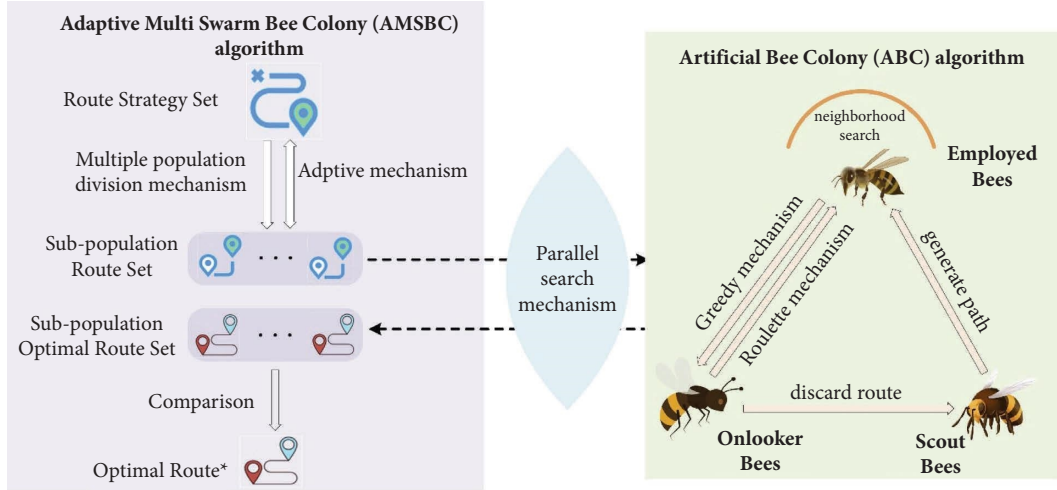 Adaptive Multi Swarm Bee Colony (AMSBC)
algorithm
Route Strategy Set
Multiple population
division mechanism
Adptive mechanism
Sub-population
Route Set
. . .
Sub-population
Optimal Route Set
. . .
Comparison
Optimal Route*
Parallel
search
mechanism
Artificial Bee Colony (ABC) algorithm
neighborhood
search
Employed
Bees
Greedy mechanism
Roulette mechanism
generate path
discard route
Onlooker
Bees
Scout
Bees